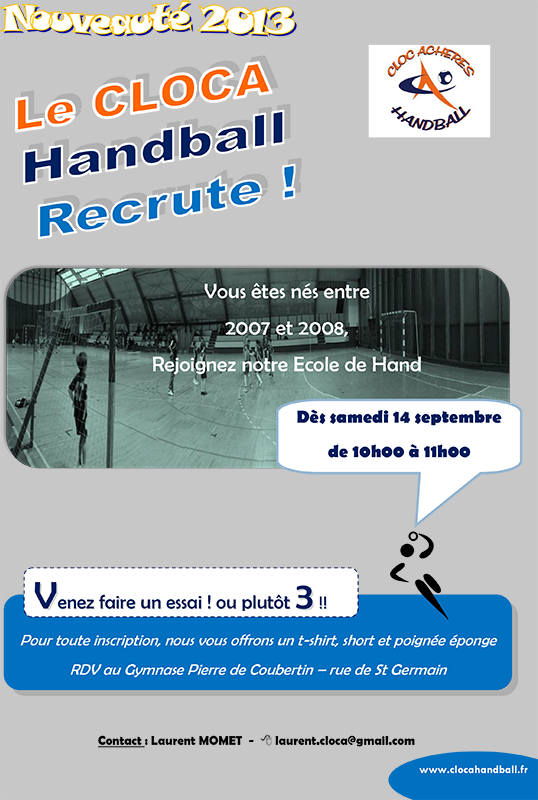 Nouveauté 2013
CLOC ACHERES
HANDBALL
Le CLOCA
Handball
Recrute !
Vous êtes nés entre
2007 et 2008,
Rejoignez notre Ecole de Hand
Dès samedi 14 septembre
de 10h00 à 11h00
Venez faire un essai ! ou plutôt 3 !!
Pour toute inscription, nous vous offrons un t-shirt, short et poignée éponge
RDV au Gymnase Pierre de Coubertin – rue de St Germain
Contact : Laurent MOMET - laurent.cloca@gmail.com
www.clocahandball.fr